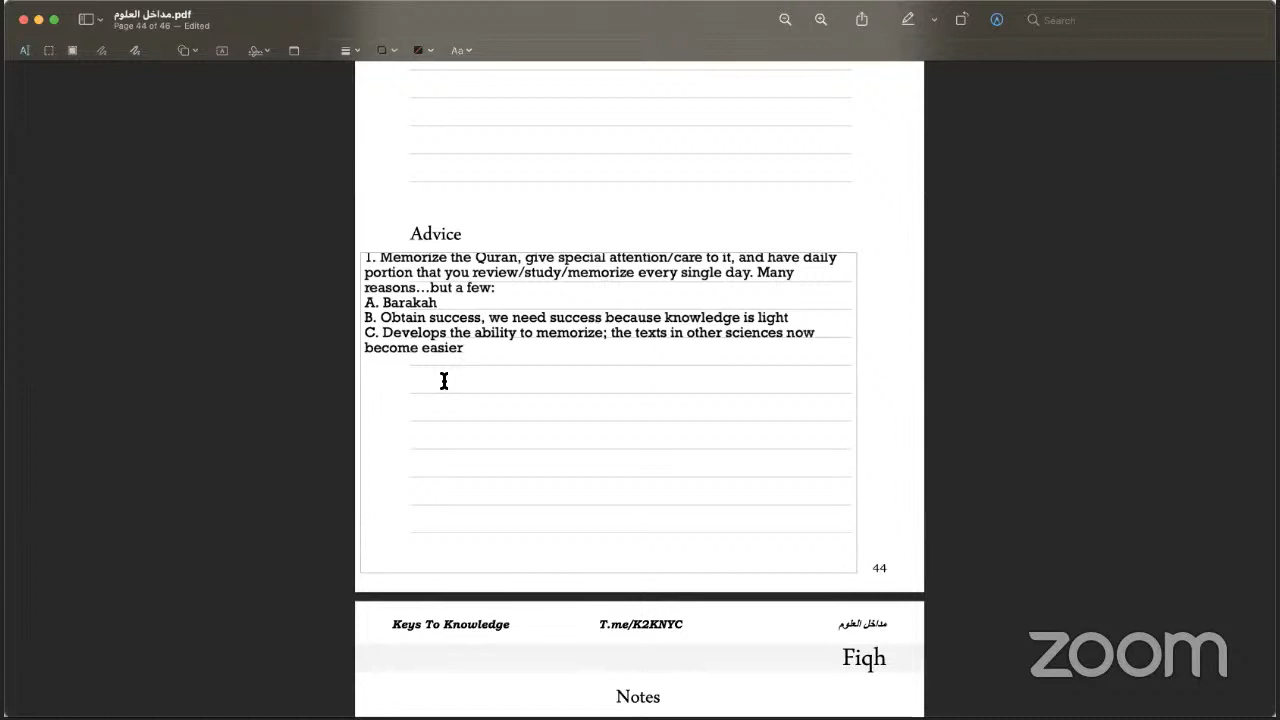 مداخل العلوم.pdf
Page 44 of 46 — Edited
Search
Aa
Advice
1. Memorize the Quran, give special attention/care to it, and have daily
portion that you review/study/memorize every single day. Many
reasons...but a few:
A. Barakah
B. Obtain success, we need success because knowledge is light
C. Develops the ability to memorize; the texts in other sciences now
become easier
44
Keys To Knowledge T.me/K2KNYC مداخل العلوم
Fiqh
Notes
zoom